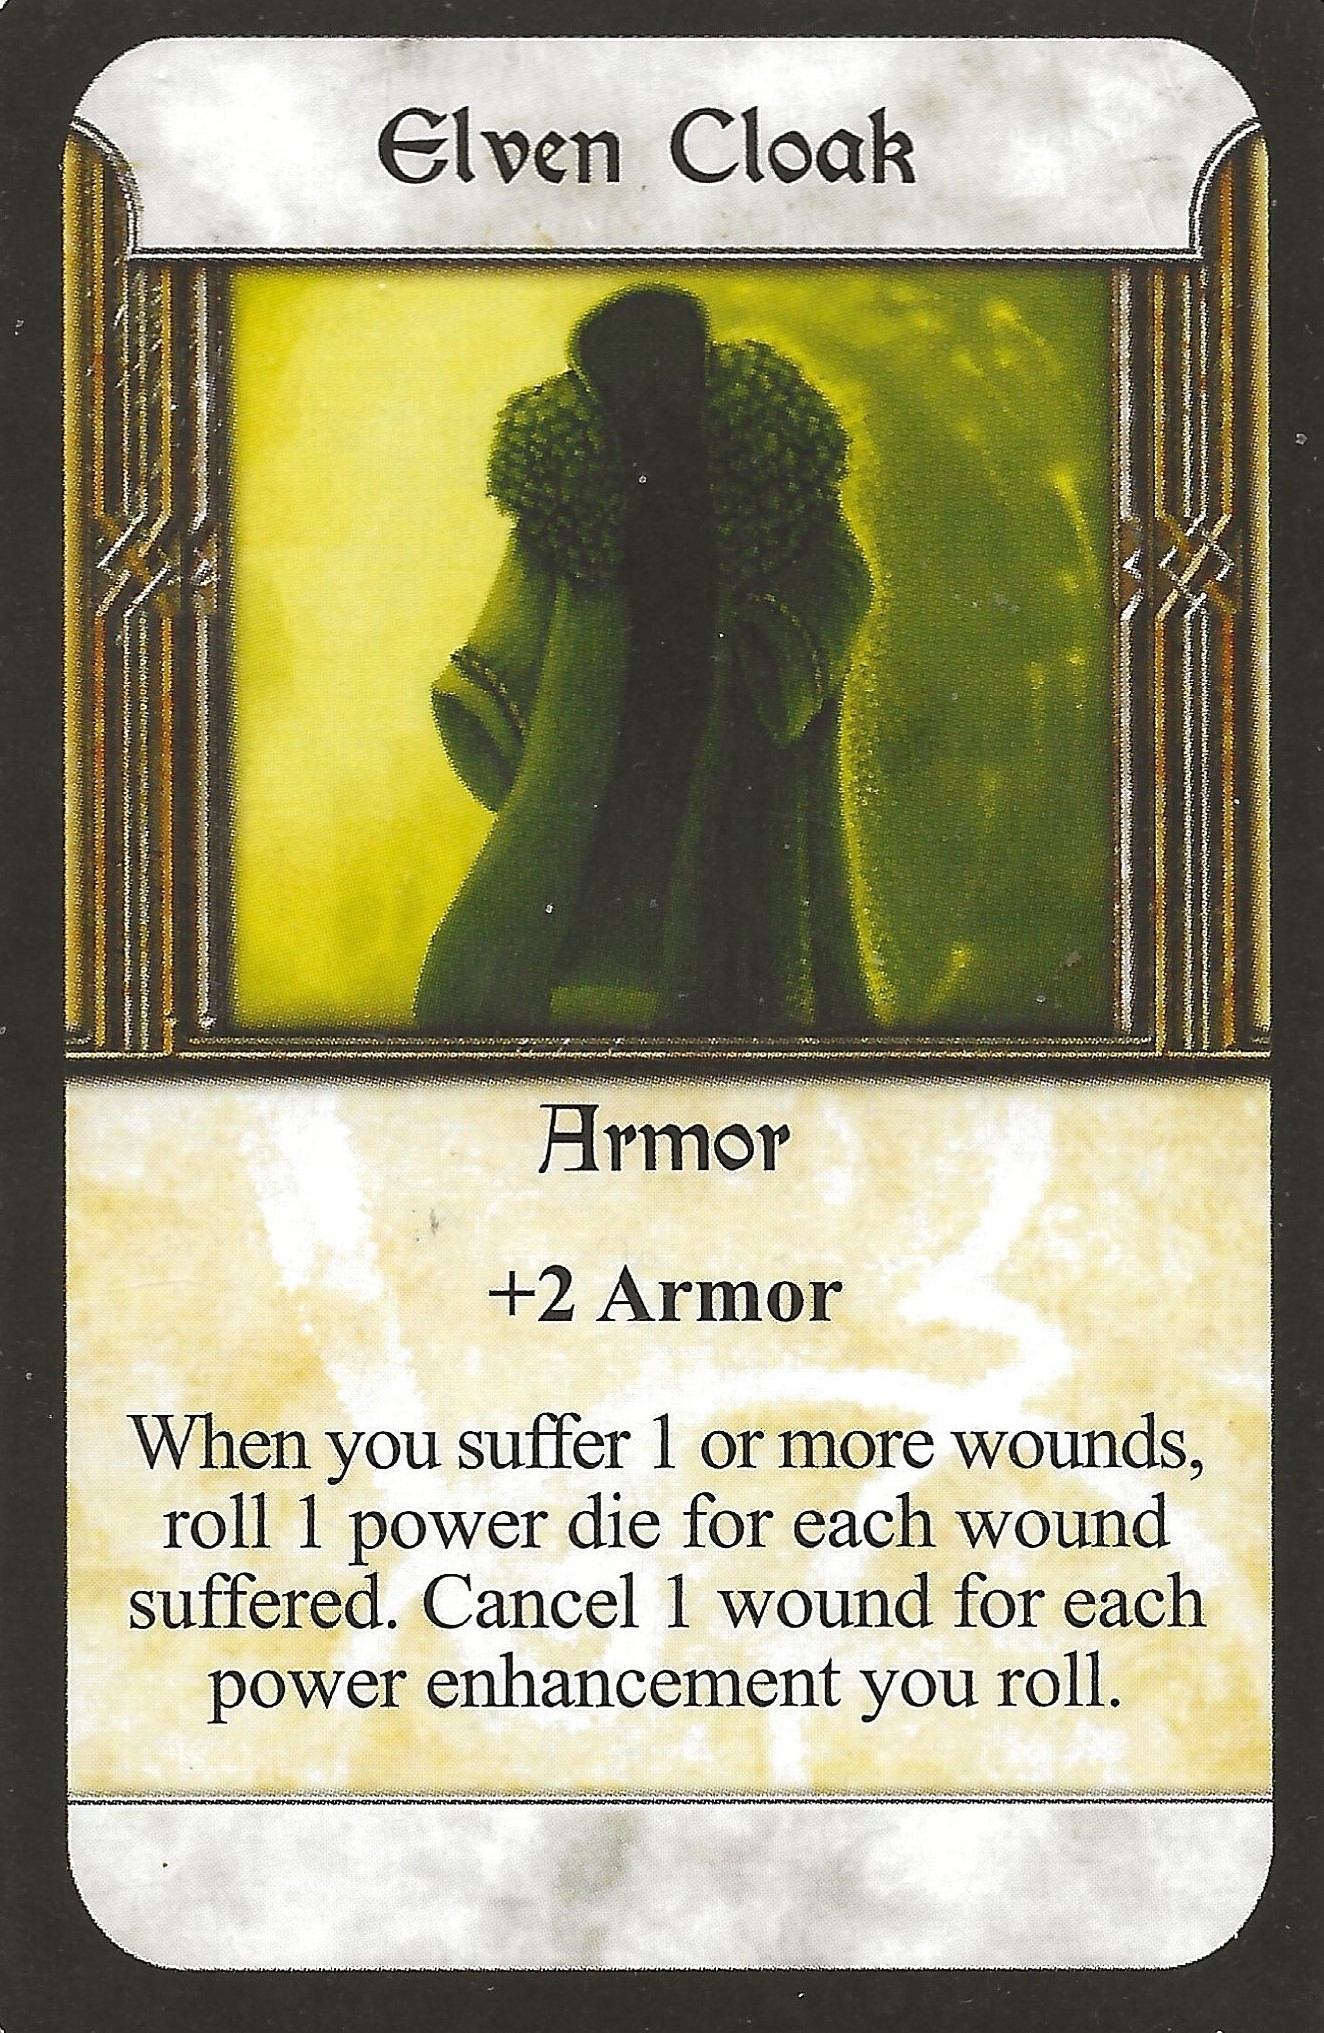 Elven Cloak
Armor
+2 Armor
When you suffer 1 or more wounds,
roll 1 power die for each wound
suffered. Cancel 1 wound for each
power enhancement you roll.